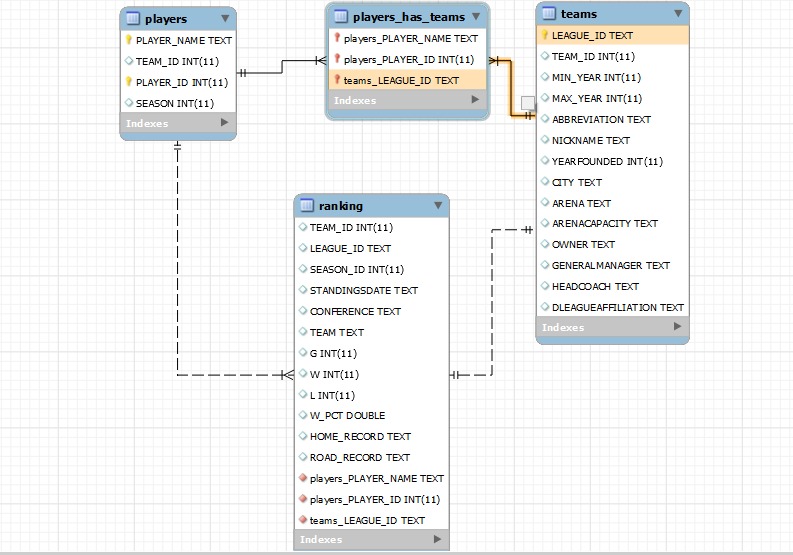 players
PLAYER_NAME TEXT
TEAM_ID INT(11)
PLAYER_ID INT(11)
SEASON INT(11)
Indexes
players_has_teams
players_PLAYER_NAME TEXT
players_PLAYER_ID INT(11)
teams_LEAGUE_ID TEXT
Indexes
teams
LEAGUE_ID TEXT
TEAM_ID INT(11)
MIN_YEAR INT(11)
MAX_YEAR INT(11)
ABBREVIATION TEXT
NICKNAME TEXT
YEARFOUNDED INT(11)
CITY TEXT
ARENA TEXT
ARENACAPACITY TEXT
OWNER TEXT
GENERALMANAGER TEXT
HEADCOACH TEXT
DLEAGUEAFFILIATION TEXT
Indexes
ranking
TEAM_ID INT(11)
LEAGUE_ID TEXT
SEASON_ID INT(11)
STANDINGSDATE TEXT
CONFERENCE TEXT
TEAM TEXT
G INT(11)
W INT(11)
L INT(11)
W_PCT DOUBLE
HOME_RECORD TEXT
ROAD_RECORD TEXT
players_PLAYER_NAME TEXT
players_PLAYER_ID INT(11)
teams_LEAGUE_ID TEXT
Indexes